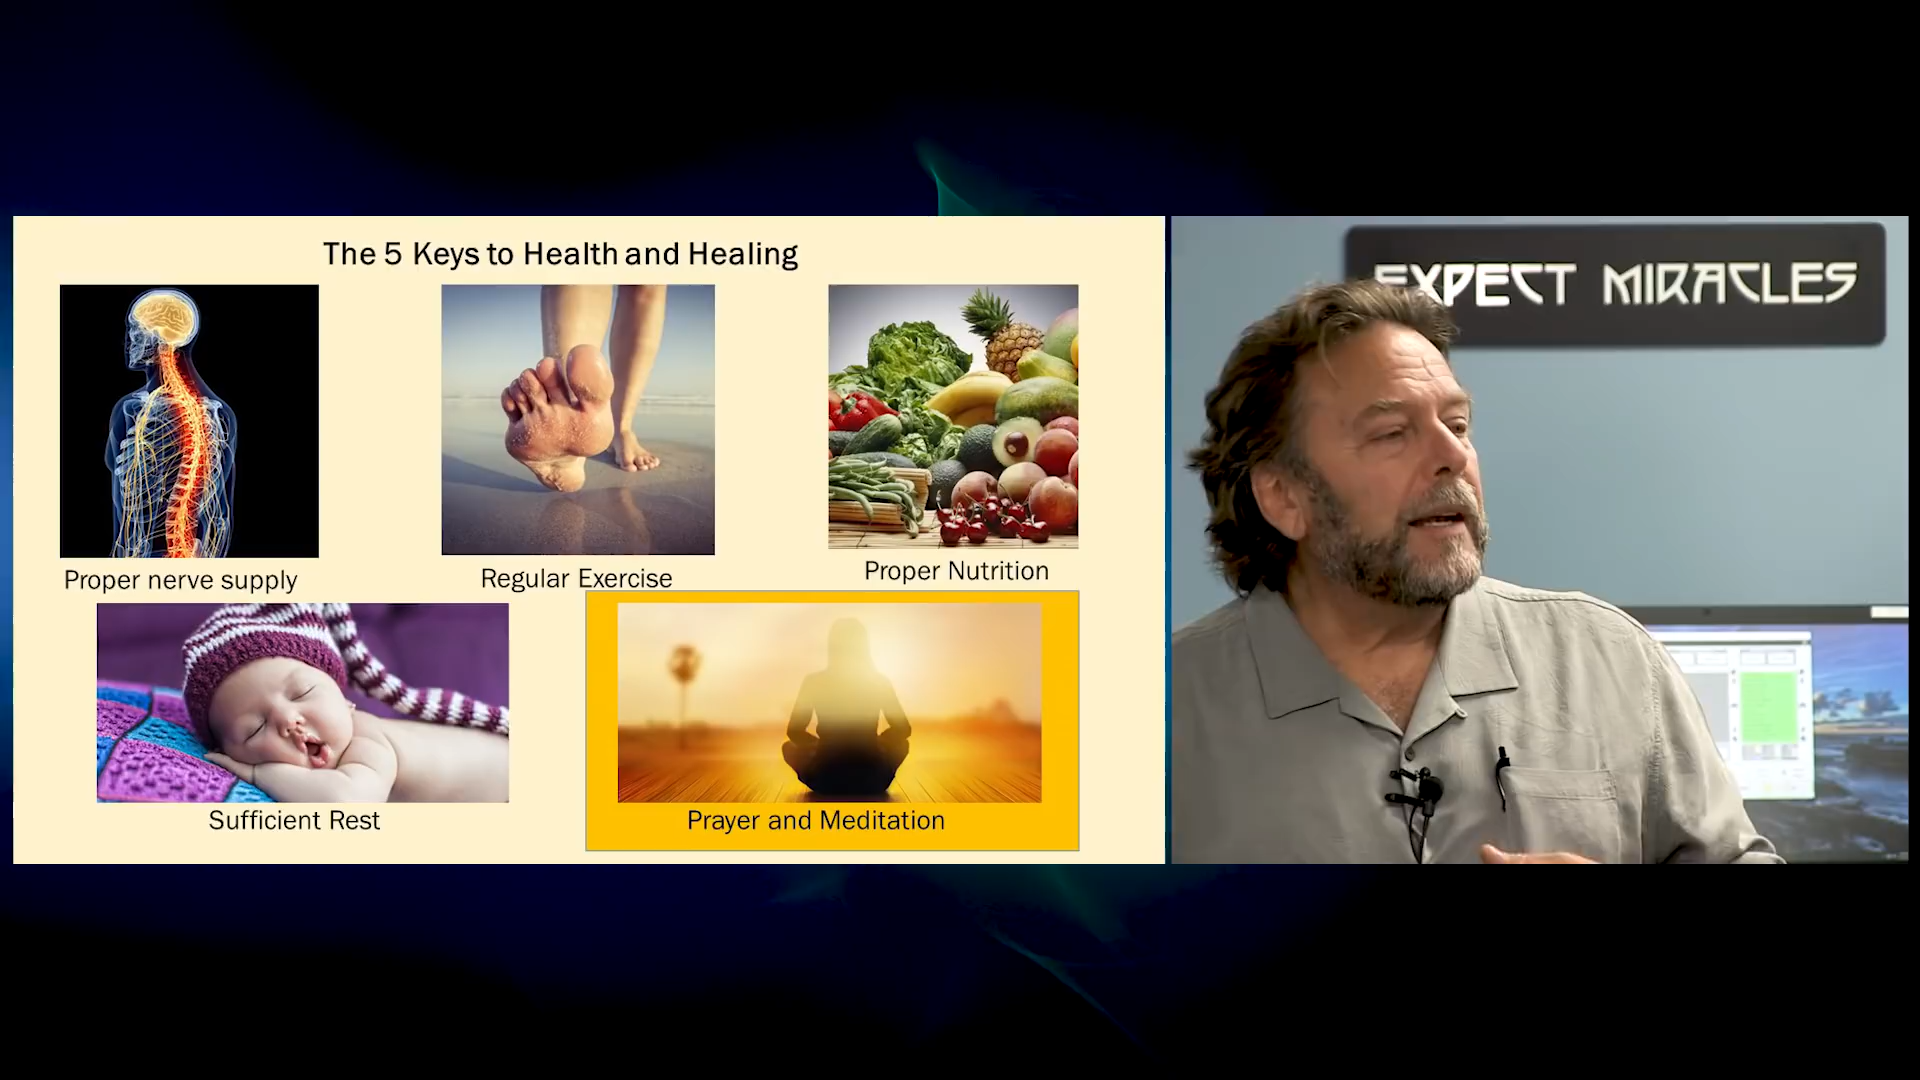 The 5 Keys to Health and Healing
EXPECT MIRACLES
Proper nerve supply
Regular Exercise
Proper Nutrition
Sufficient Rest
Prayer and Meditation